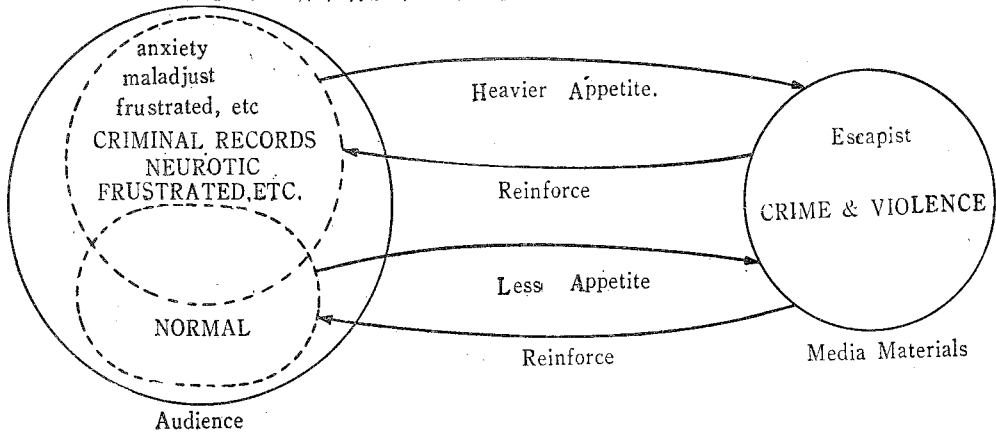 anxiety
maladjust
frustrated, etc
CRIMINAL RECORDS
NEUROTIC
FRUSTRATED, ETC.
NORMAL
Audience
Heavier Appetite.
Reinforce
Less Appetite
Reinforce
Escapist
CRIME & VIOLENCE
Media Materials